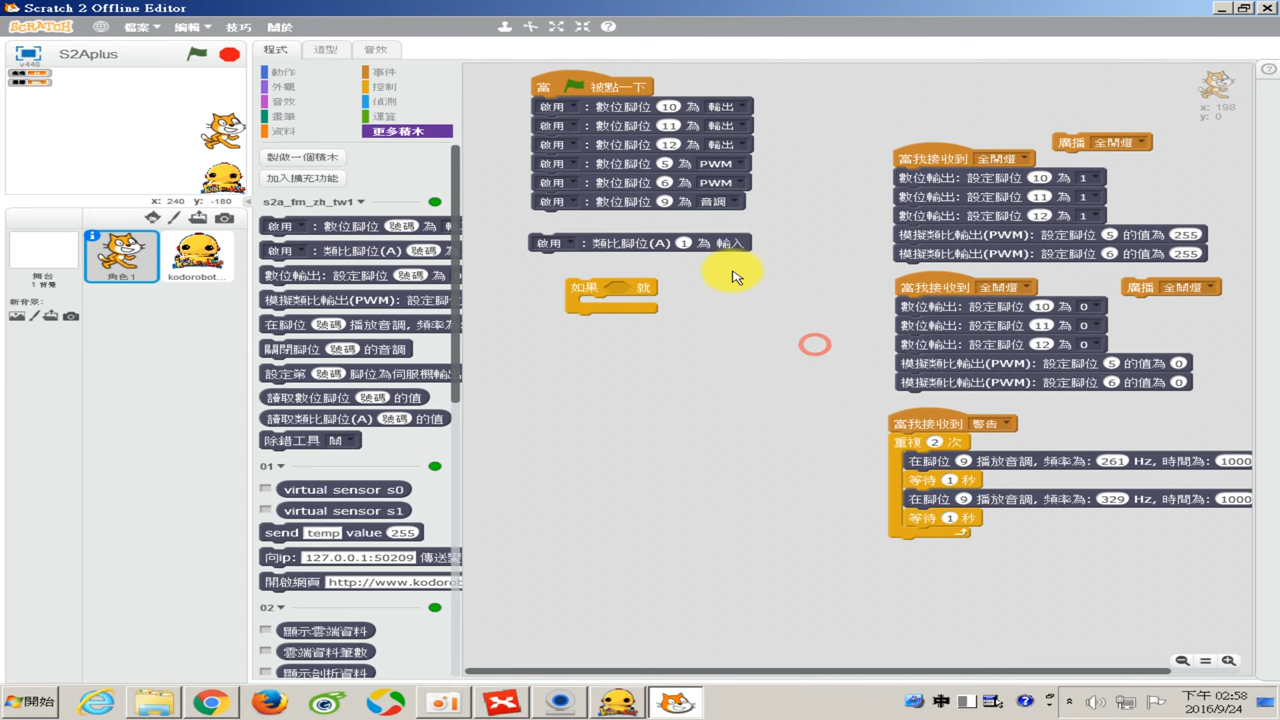 Scratch 2 Offline Editor
SCRATCH 檔案 編輯 技巧 關於
S2Aplus
v448
x: 240 y: -180
舞台
1 背景
新背景:
角色1
kodorobot...
程式 造型 音效
動作 事件
外觀 控制
音效 偵測
畫筆 運算
資料 更多積木
製做一個積木
加入擴充功能
s2a_fm_zh_tw1
啟用 : 數位腳位 號碼 為 輸
啟用 : 類比腳位(A) 號碼
數位輸出: 設定腳位 號碼 為
模擬類比輸出(PWM): 設定腳
在腳位 號碼 播放音調, 頻率為
關閉腳位 號碼 的音調
設定第 號碼 腳位為伺服機輸出
讀取數位腳位 號碼 的值
讀取類比腳位(A) 號碼 的值
除錯工具 關
01
virtual sensor s0
virtual sensor s1
send temp value 255
向ip: 127.0.0.1:50209 傳送
開啟網頁 http://www.kodorob
02
顯示雲端資料
雲端資料筆數
顯示剖析資料
當 被點一下
啟用 : 數位腳位 10 為 輸出
啟用 : 數位腳位 11 為 輸出
啟用 : 數位腳位 12 為 輸出
啟用 : 數位腳位 5 為 PWM
啟用 : 數位腳位 6 為 PWM
啟用 : 數位腳位 9 為 音調
啟用 : 類比腳位(A) 1 為 輸入
如果 就
x: 198
y: 0
廣播 全開燈
當我接收到 全開燈
數位輸出: 設定腳位 10 為 1
數位輸出: 設定腳位 11 為 1
數位輸出: 設定腳位 12 為 1
模擬類比輸出(PWM): 設定腳位 5 的值為 255
模擬類比輸出(PWM): 設定腳位 6 的值為 255
當我接收到 全關燈
廣播 全關燈
數位輸出: 設定腳位 10 為 0
數位輸出: 設定腳位 11 為 0
數位輸出: 設定腳位 12 為 0
模擬類比輸出(PWM): 設定腳位 5 的值為 0
模擬類比輸出(PWM): 設定腳位 6 的值為 0
當我接收到 警告
重複 2 次
在腳位 9 播放音調, 頻率為: 261 Hz, 時間為: 1000
等待 1 秒
在腳位 9 播放音調, 頻率為: 329 Hz, 時間為: 1000
等待 1 秒
開始
下午 02:58
2016/9/24